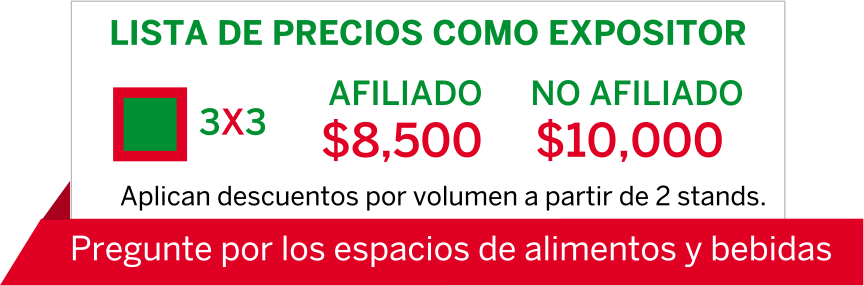 LISTA DE PRECIOS COMO EXPOSITOR
AFILIADO NO AFILIADO
3X3 $8,500 $10,000
Aplican descuentos por volumen a partir de 2 stands.
Pregunte por los espacios de alimentos y bebidas